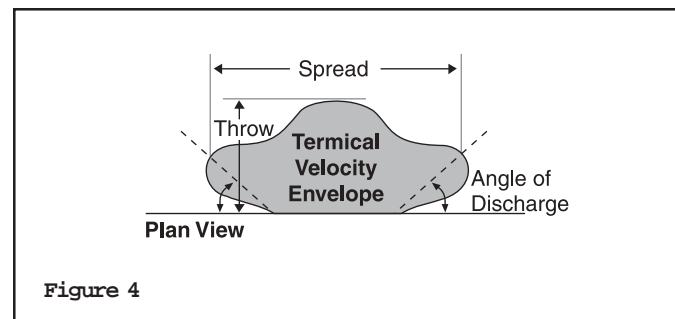 Spread
Throw
Termical
Velocity
Envelope
Angle of
Discharge
Plan View
Figure 4